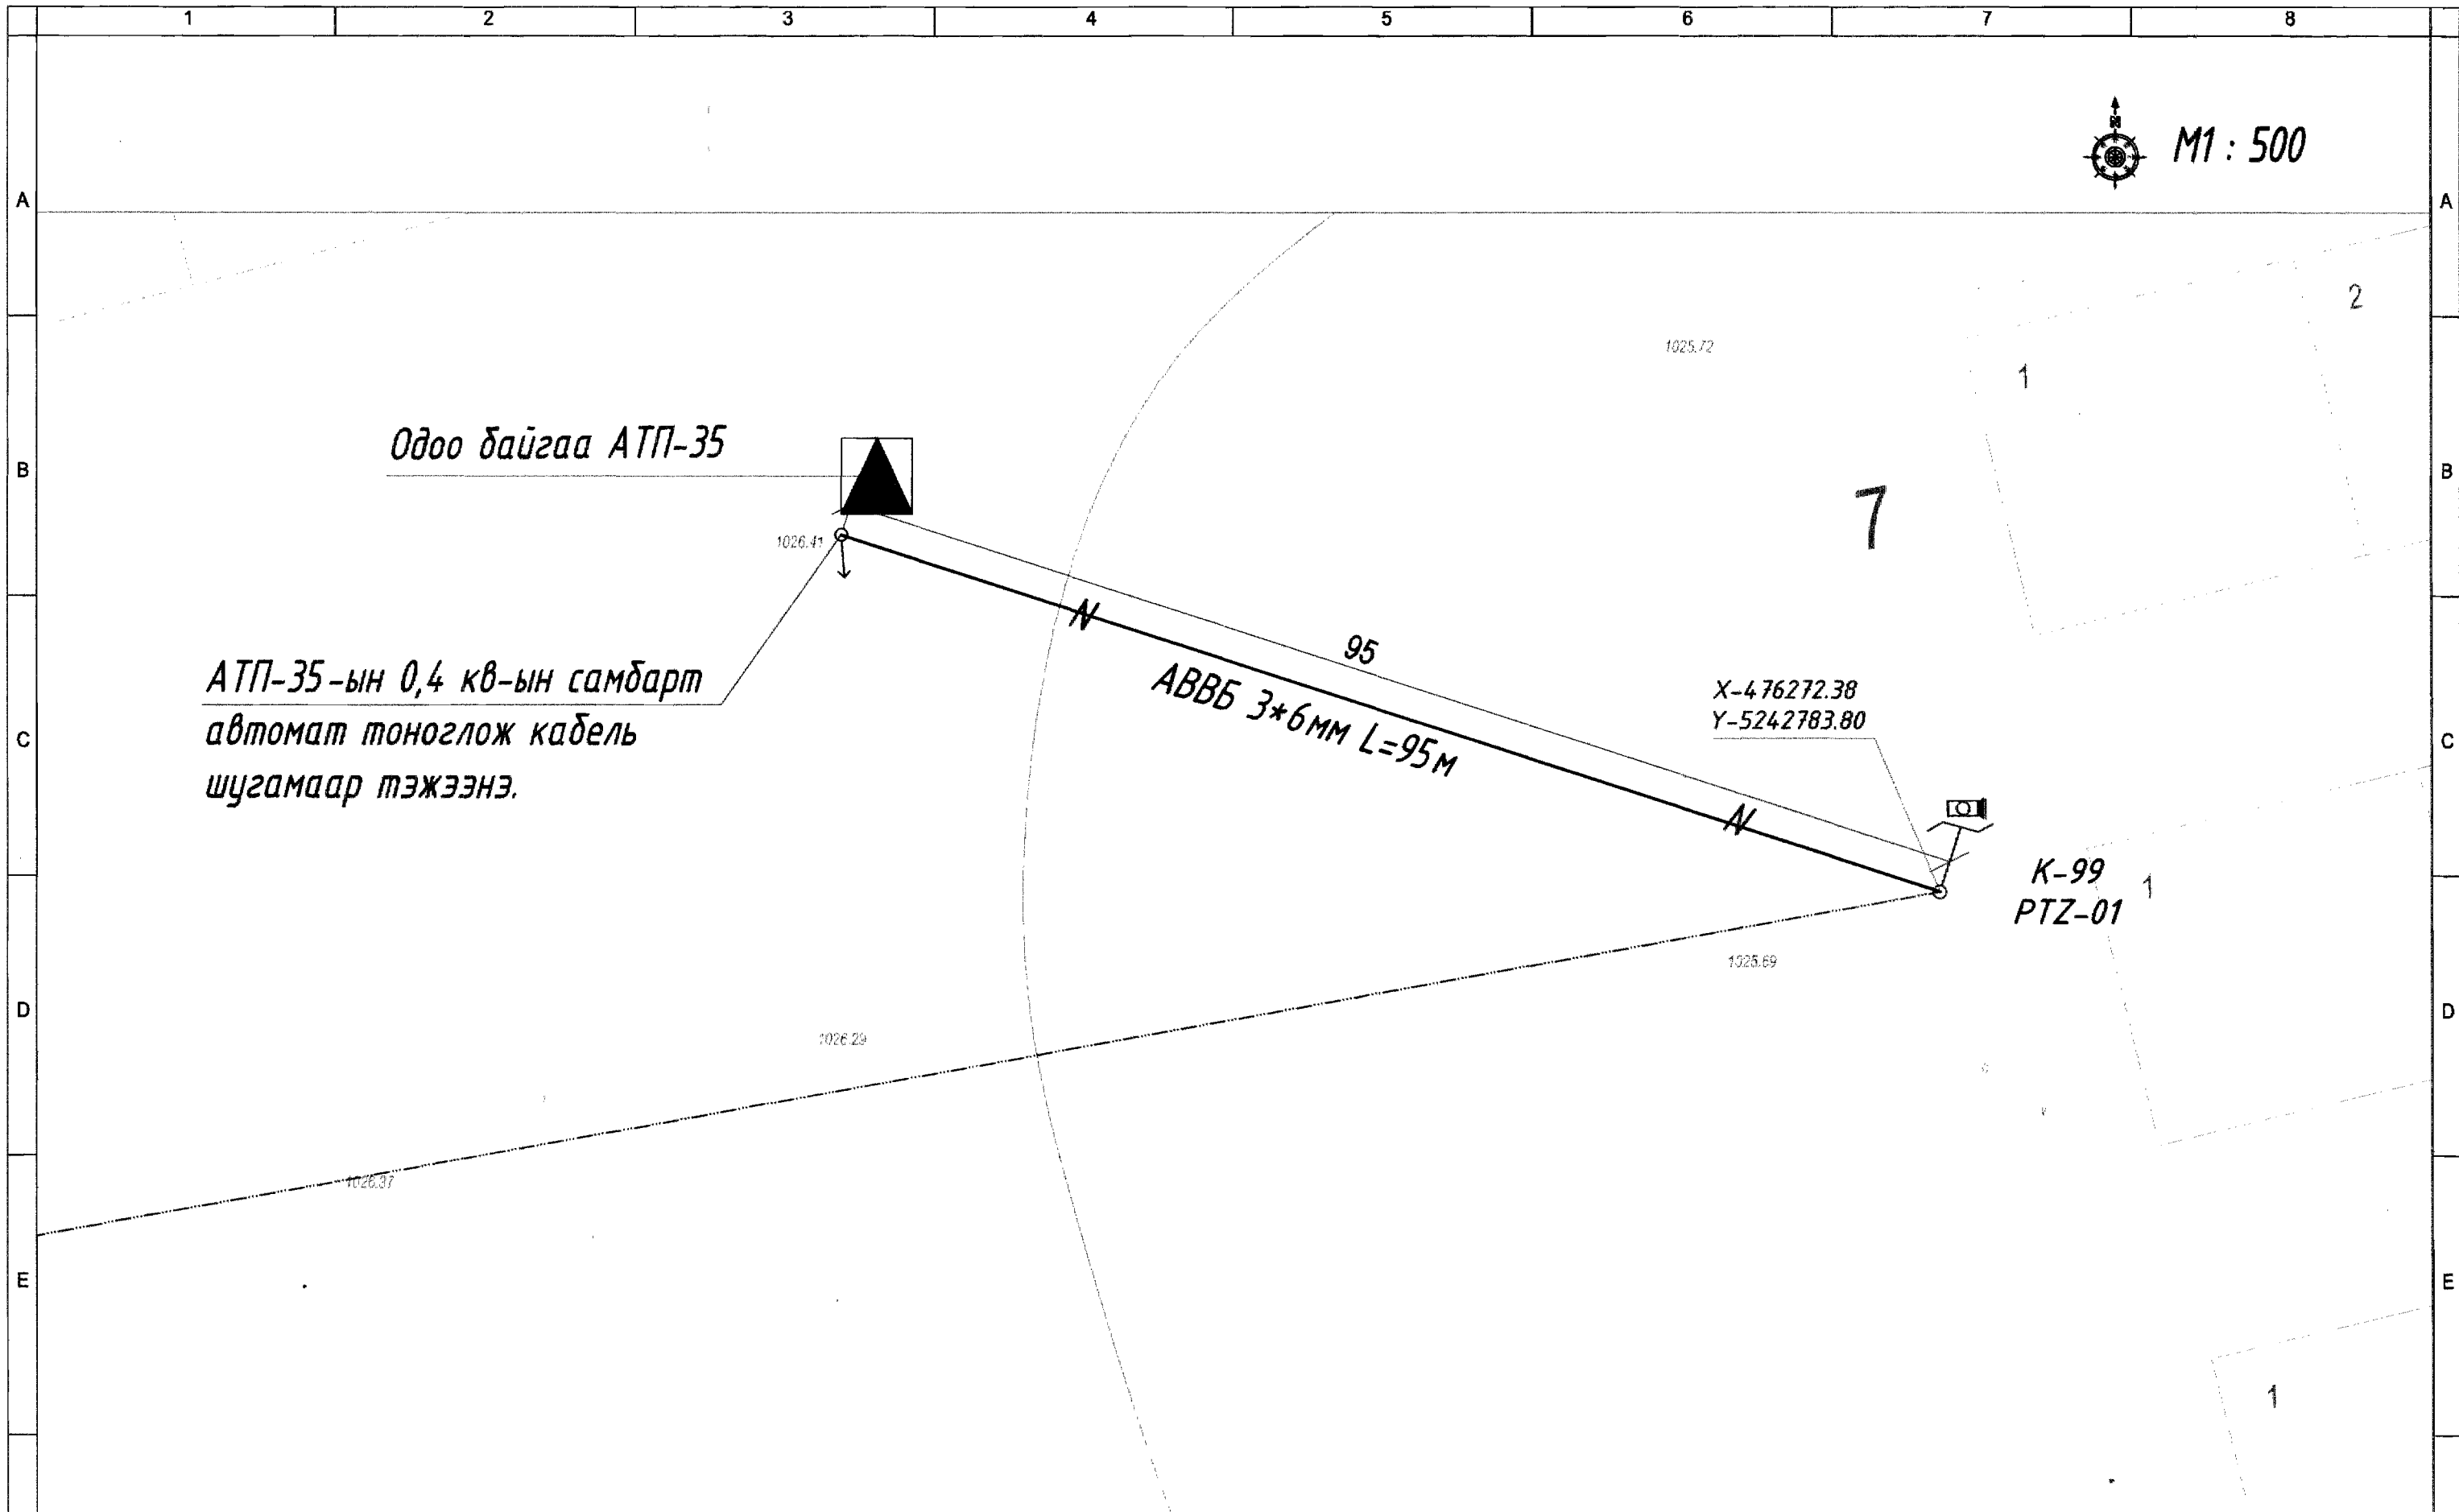 1 2 3 4 5 6 7 8
M1 : 500
A A
2
1025.72
1
Одоо байгаа АТП-35
B B
7
1026.41
95
АВВБ 3*6мм L=95м
АТП-35-ын 0,4 кв-ын самбарт
автомат тоноглож кабель
шугамаар тэжээнэ.
X-476272.38
Y-5242783.80
C C
K-99
PTZ-01
1
1025.69
D D
1026.29
1026.37
E E
1